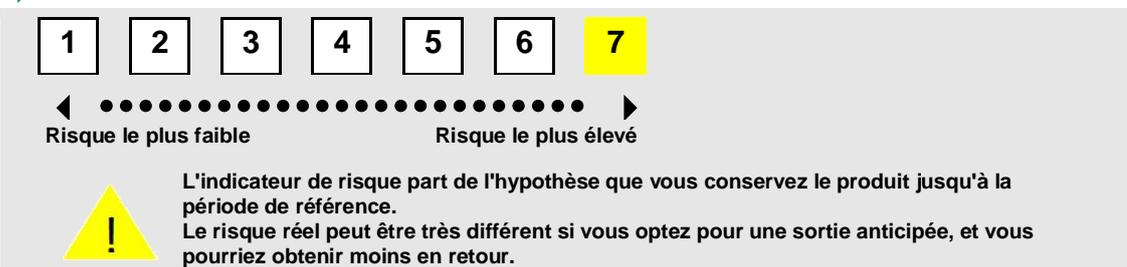 1 2 3 4 5 6 7
Risque le plus faible Risque le plus élevé
L'indicateur de risque part de l'hypothèse que vous conservez le produit jusqu'à la
période de référence.
! Le risque réel peut être très différent si vous optez pour une sortie anticipée, et vous
pourriez obtenir moins en retour.